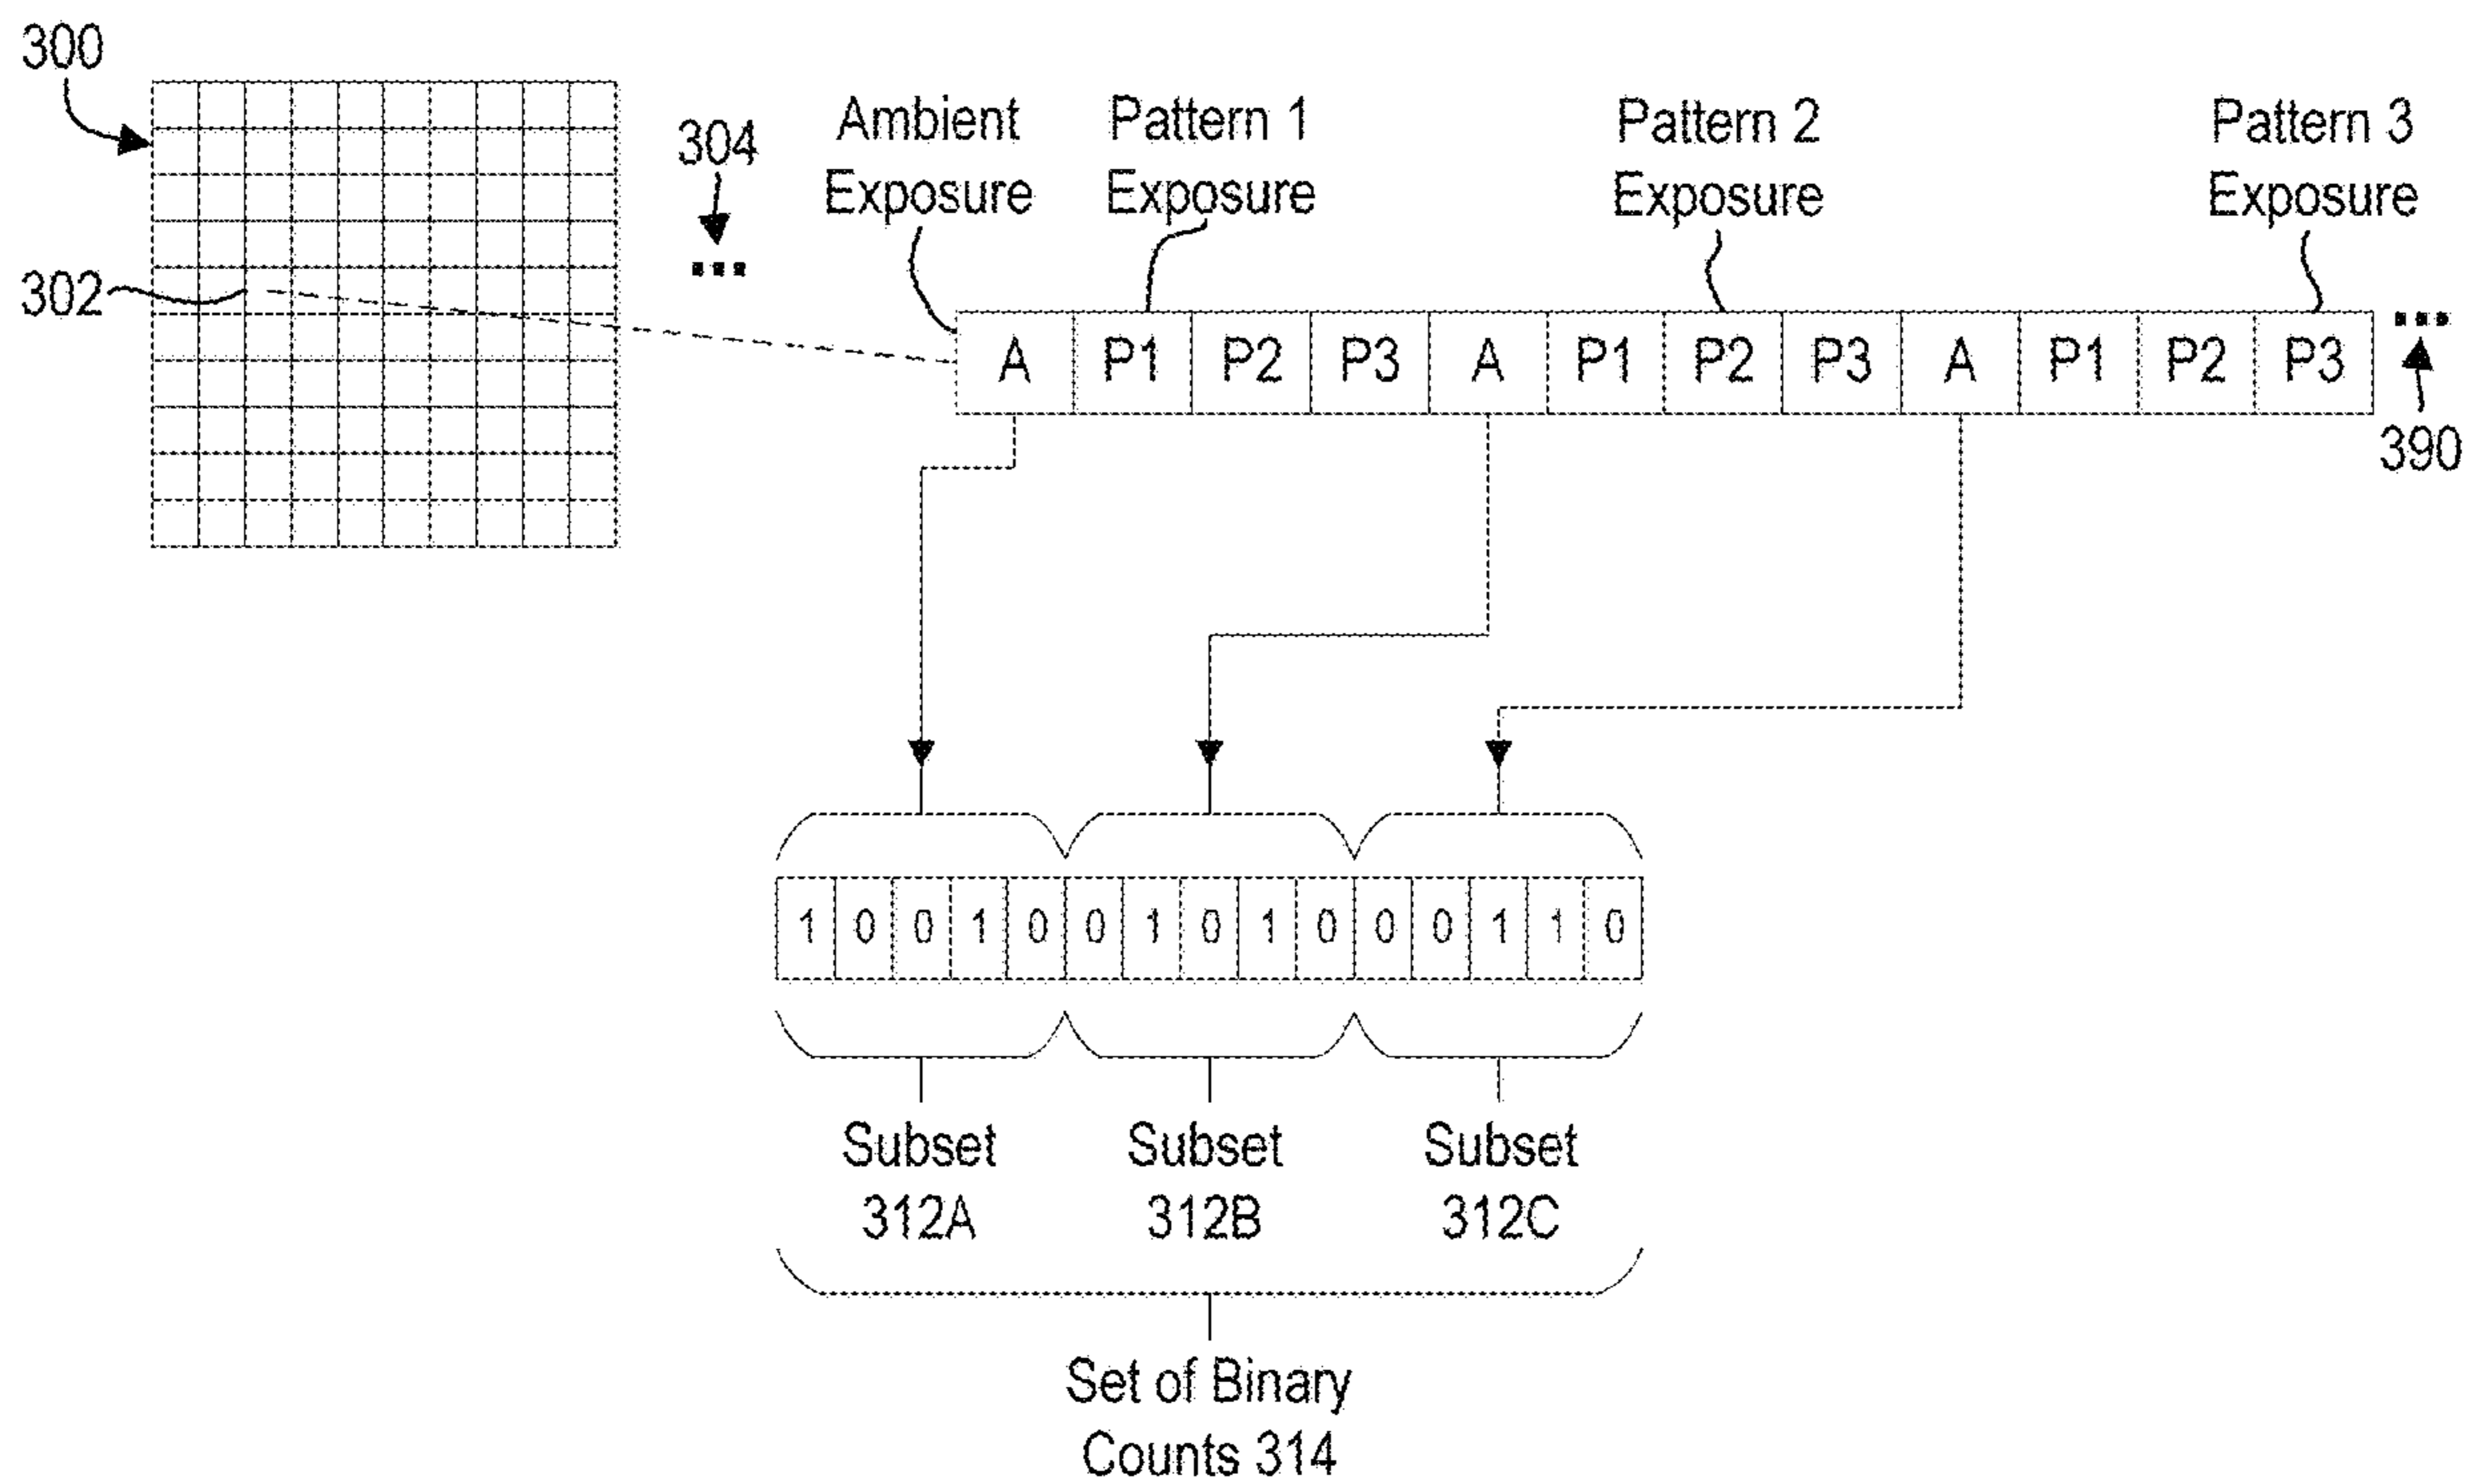 300
304
Ambient
Exposure
Pattern 1
Exposure
Pattern 2
Exposure
Pattern 3
Exposure
302
A P1 P2 P3 A P1 P2 P3 A P1 P2 P3
390
1 0 0 1 0 0 1 0 1 0 0 0 1 1 0
Subset
312A
Subset
312B
Subset
312C
Set of Binary
Counts 314